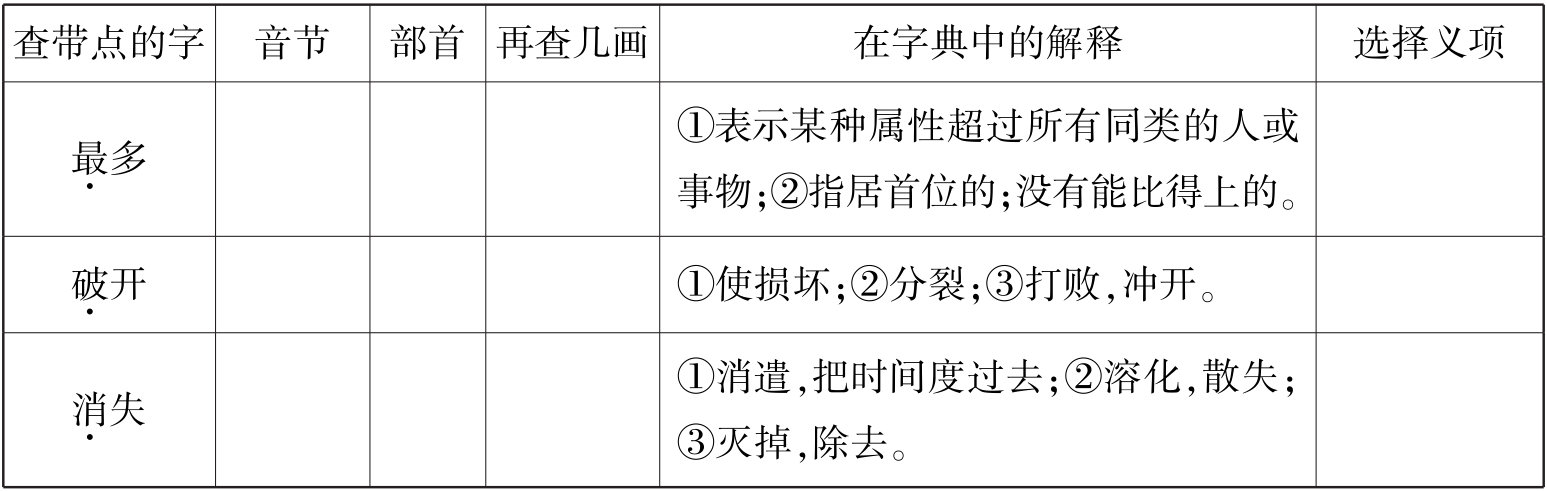 查带点的字 音节 部首 再查几画 在字典中的解释 选择义项
最多 ①表示某种属性超过所有同类的人或
事物;②指居首位的;没有能比得上的。
破开 ①使损坏;②分裂;③打败,冲开。
消失 ①消遣,把时间度过去;②溶化,散失;
③灭掉,除去。